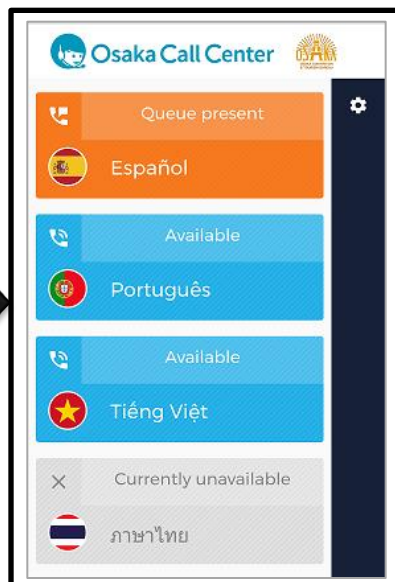 Osaka Call Center
OSAKA
Queue present
Español
Available
Português
Available
Tiếng Việt
Currently unavailable
ภาษาไทย